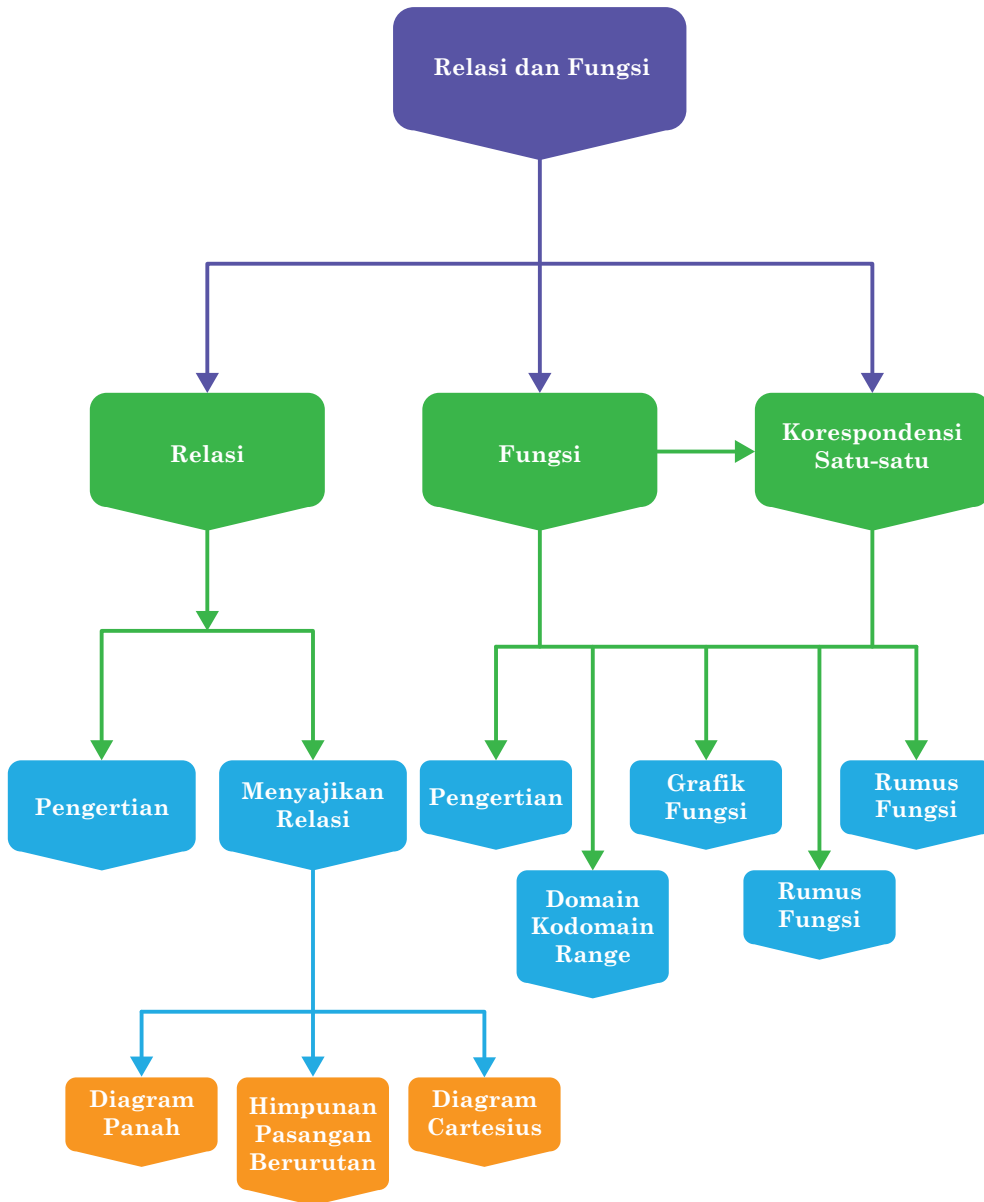 Relasi dan Fungsi
Relasi
Fungsi
Korespondensi
Satu-satu
Pengertian
Menyajikan
Relasi
Pengertian
Grafik
Fungsi
Rumus
Fungsi
Domain
Kodomain
Range
Rumus
Fungsi
Diagram
Panah
Himpunan
Pasangan
Berurutan
Diagram
Cartesius